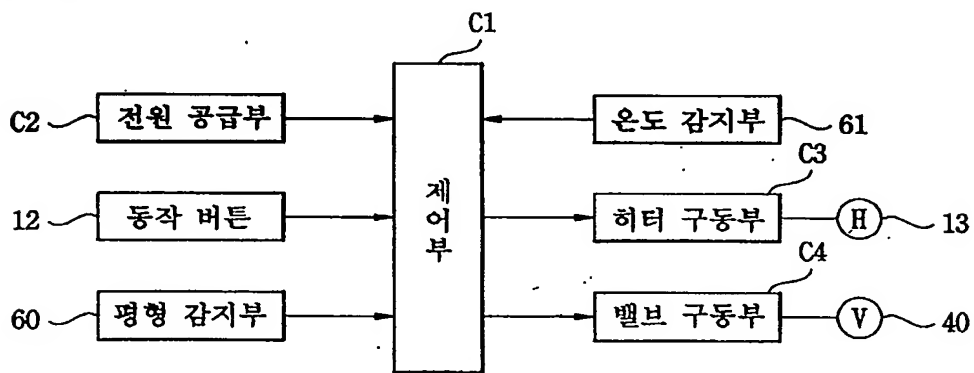 C1
C2 전원 공급부
온도 감지부 61
C3
12 동작 버튼
제어부
히터 구동부 H 13
C4
60 평형 감지부
밸브 구동부 V 40